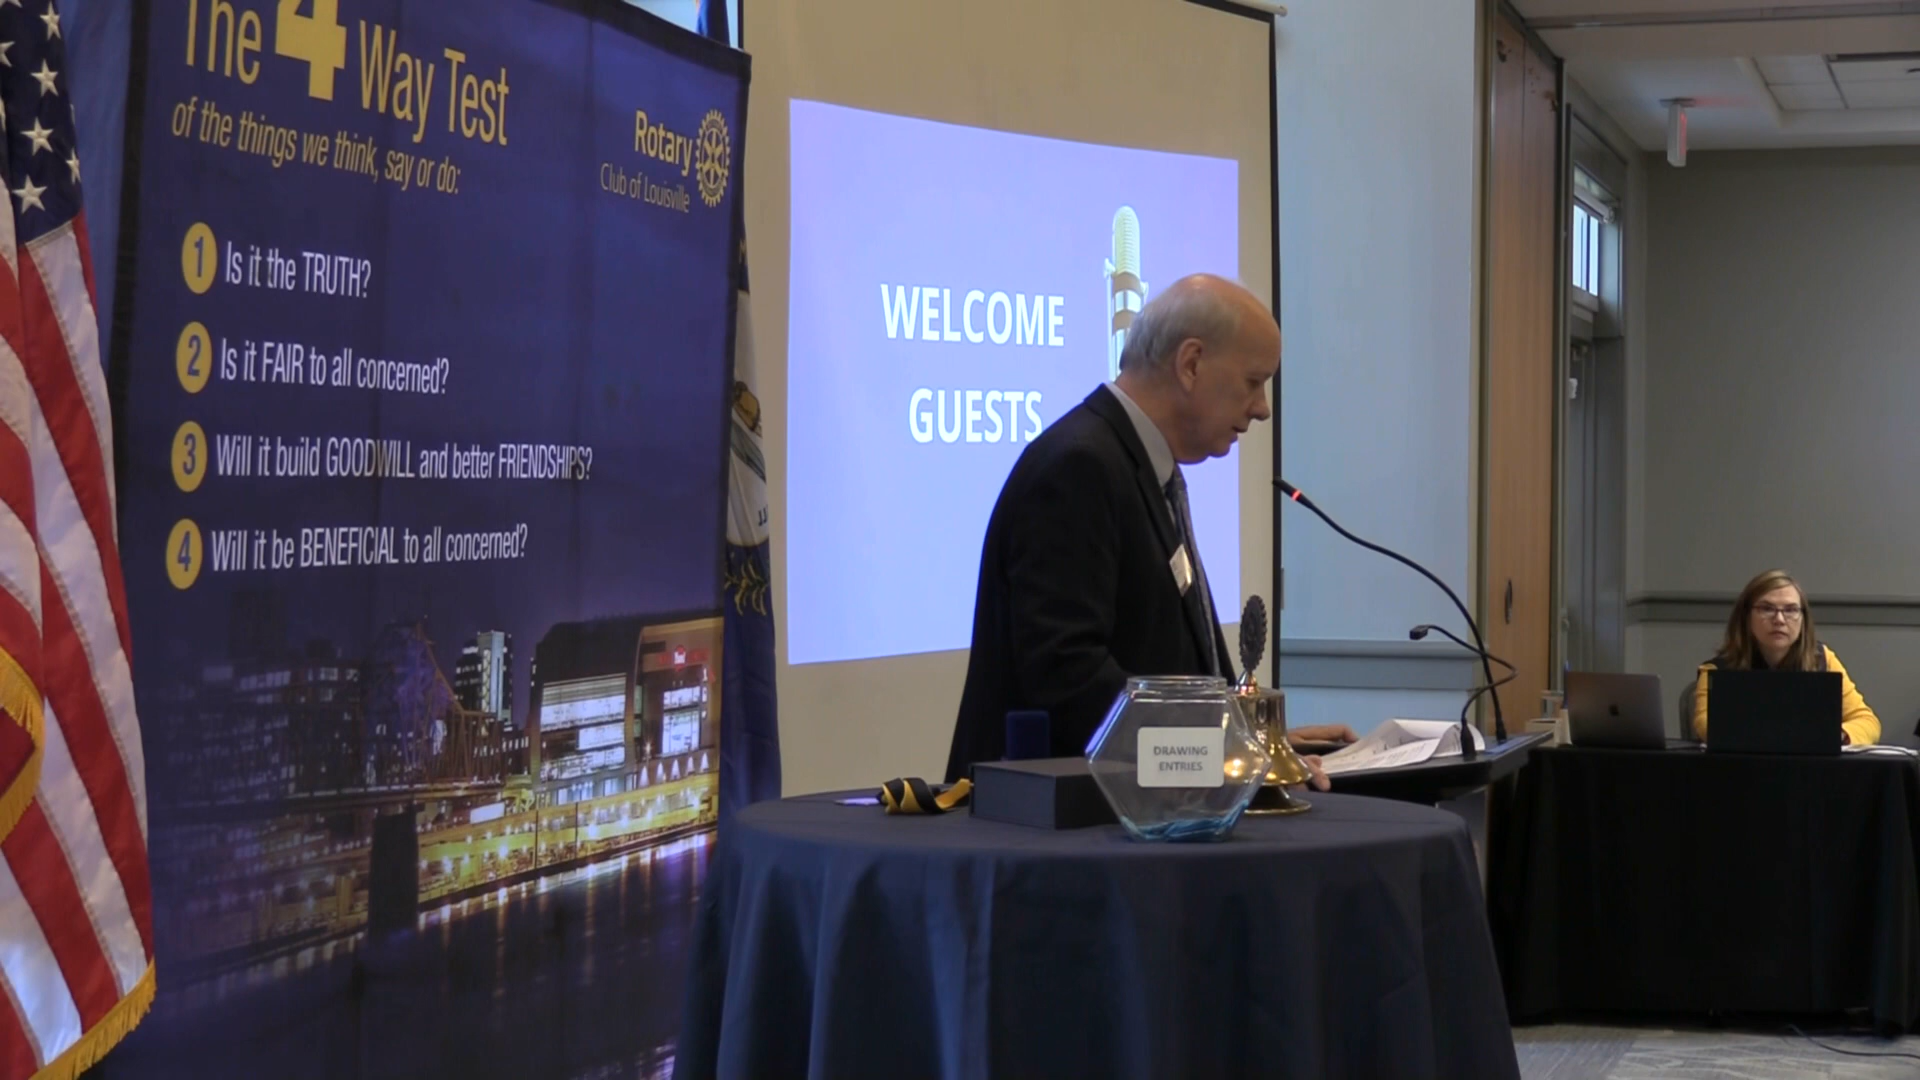 The 4 Way Test
of the things we think, say or do:
Rotary
Club of Louisville
1 Is it the TRUTH?
2 Is it FAIR to all concerned?
3 Will it build GOODWILL and better FRIENDSHIPS?
4 Will it be BENEFICIAL to all concerned?
WELCOME
GUESTS
DRAWING
ENTRIES